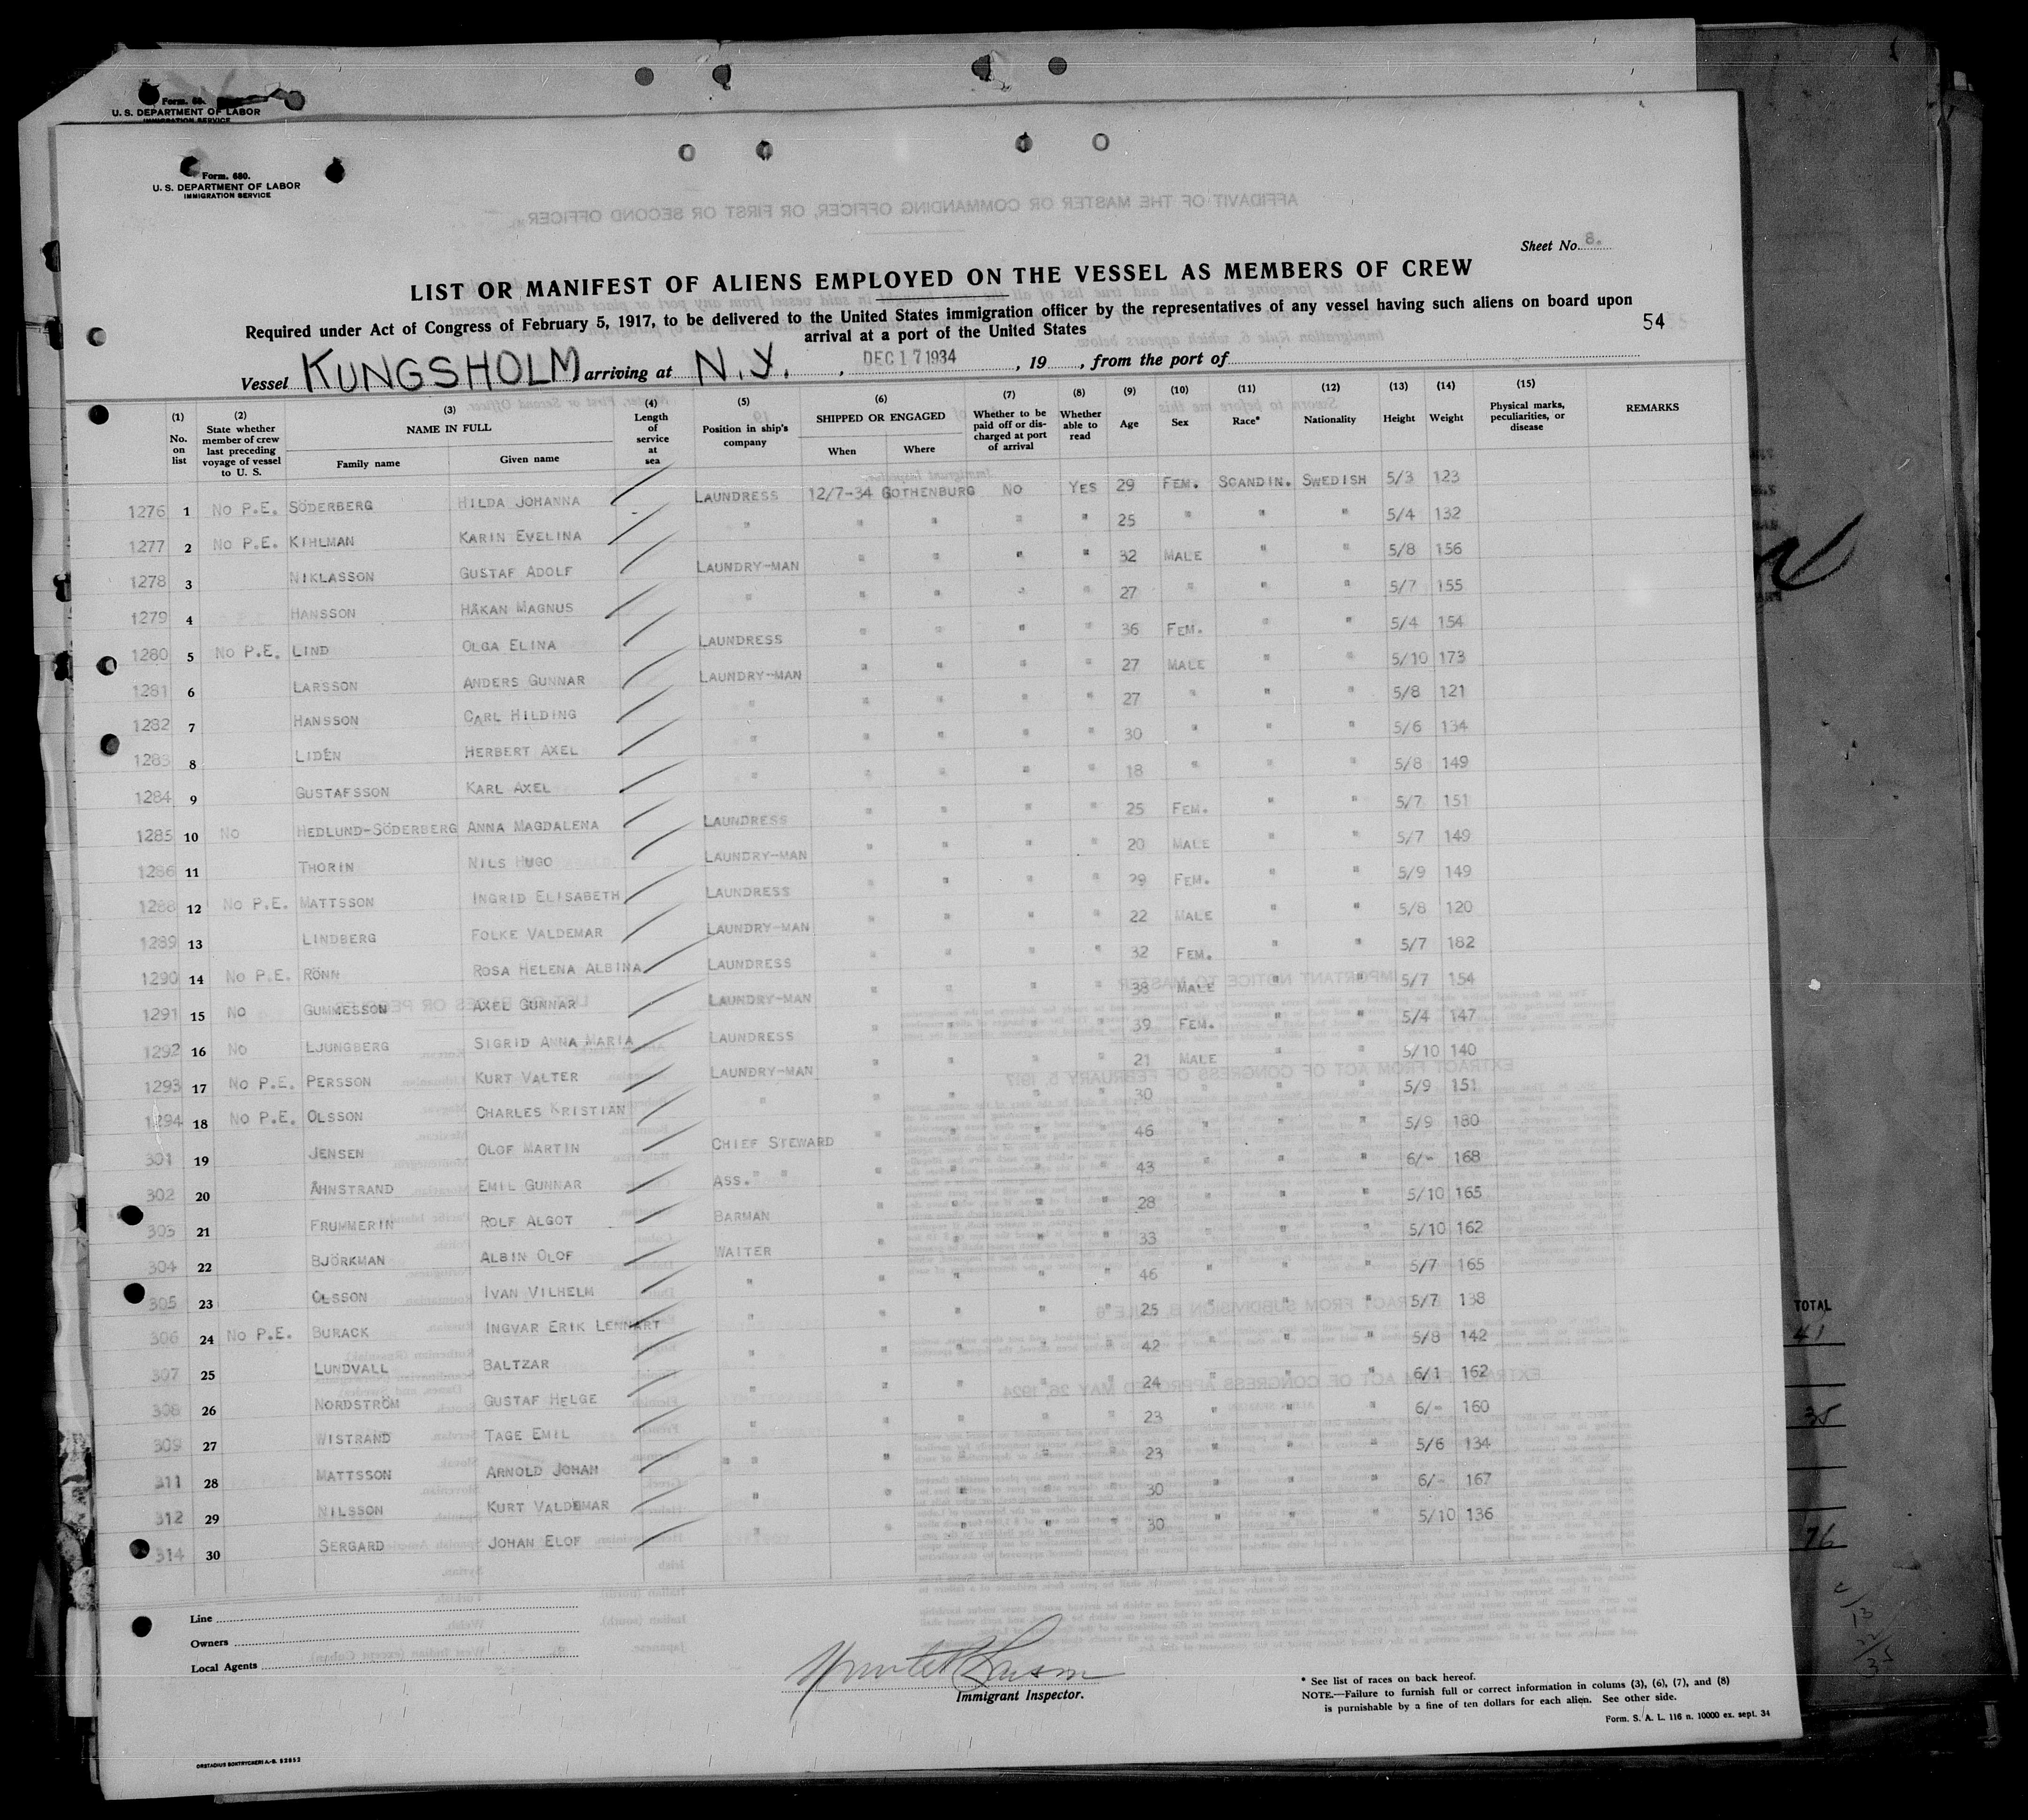 Form. 680.
U. S. DEPARTMENT OF LABOR
IMMIGRATION SERVICE
Form. 680.
U. S. DEPARTMENT OF LABOR
IMMIGRATION SERVICE
Sheet No. 8.
LIST OR MANIFEST OF ALIENS EMPLOYED ON THE VESSEL AS MEMBERS OF CREW
Required under Act of Congress of February 5, 1917, to be delivered to the United States immigration officer by the representatives of any vessel having such aliens on board upon
arrival at a port of the United States
54
Vessel KUNGSHOLM arriving at N.Y. , DEC 17 1934 , 19 , from the port of
(1) No. on list (2) State whether member of crew last preceding voyage of vessel to U. S. (3) NAME IN FULL Family name Given name (4) Length of service at sea (5) Position in ship's company (6) SHIPPED OR ENGAGED When Where (7) Whether to be paid off or discharged at port of arrival (8) Whether able to read (9) Age (10) Sex (11) Race* (12) Nationality (13) Height (14) Weight (15) Physical marks, peculiarities, or disease REMARKS
1276 1 NO P.E. SÖDERBERG HILDA JOHANNA LAUNDRESS 12/7-34 GOTHENBURG NO YES 29 FEM. SCANDIN. SWEDISH 5/3 123
1277 2 NO P.E. KIHLMAN KARIN EVELINA " " " " " 25 " " " 5/4 132
1278 3 NIKLASSON GUSTAF ADOLF LAUNDRY-MAN " " " " 32 MALE " " 5/8 156
1279 4 HANSSON HÅKAN MAGNUS " " " " " 27 " " " 5/7 155
1280 5 NO P.E. LIND OLGA ELINA LAUNDRESS " " " " 36 FEM. " " 5/4 154
1281 6 LARSSON ANDERS GUNNAR LAUNDRY-MAN " " " " 27 MALE " " 5/10 173
1282 7 HANSSON CARL HILDING " " " " " 27 " " " 5/8 121
1283 8 LIDÉN HERBERT AXEL " " " " " 30 " " " 5/6 134
1284 9 GUSTAFSSON KARL AXEL " " " " " 18 " " " 5/8 149
1285 10 NO HEDLUND-SÖDERBERG ANNA MAGDALENA LAUNDRESS " " " " 25 FEM. " " 5/7 151
1286 11 THORIN NILS HUGO LAUNDRY-MAN " " " " 20 MALE " " 5/7 149
1288 12 NO P.E. MATTSSON INGRID ELISABETH LAUNDRESS " " " " 29 FEM. " " 5/9 149
1289 13 LINDBERG FOLKE VALDEMAR LAUNDRY-MAN " " " " 22 MALE " " 5/8 120
1290 14 NO P.E. RÖNN ROSA HELENA ALBINA LAUNDRESS " " " " 32 FEM. " " 5/7 182
1291 15 NO GUMMESSON AXEL GUNNAR LAUNDRY-MAN " " " " 38 MALE " " 5/7 154
1292 16 NO LJUNGBERG SIGRID ANNA MARIA LAUNDRESS " " " " 39 FEM. " " 5/4 147
1293 17 NO P.E. PERSSON KURT VALTER LAUNDRY-MAN " " " " 21 MALE " " 5/10 140
1294 18 NO P.E. OLSSON CHARLES KRISTIAN " " " " " 30 " " " 5/9 151
301 19 JENSEN OLOF MARTIN CHIEF STEWARD " " " " 46 " " " 5/9 180
302 20 ÅHNSTRAND EMIL GUNNAR ASS. " " " " " " 43 " " " 6/- 168
303 21 FRUMMERIN ROLF ALGOT BARMAN " " " " 28 " " " 5/10 165
304 22 BJÖRKMAN ALBIN OLOF WAITER " " " " 33 " " " 5/10 162
305 23 OLSSON IVAN VILHELM " " " " " 46 " " " 5/7 165
306 24 NO P.E. BURACK INGVAR ERIK LENNART " " " " " 25 " " " 5/7 138
307 25 LUNDVALL BALTZAR " " " " " 42 " " " 5/8 142
308 26 NORDSTRÖM GUSTAF HELGE " " " " " 24 " " " 6/1 162
309 27 WISTRAND TAGE EMIL " " " " " 23 " " " 6/- 160
311 28 MATTSSON ARNOLD JOHAN " " " " " " 23 " " " 5/6 134
312 29 NILSSON KURT VALDEMAR " " " " " 30 " " " 6/- 167
314 30 SERGARD JOHAN ELOF " " " " " 30 " " " 5/10 136
Line
Owners
Local Agents
Immigrant Inspector.
* See list of races on back hereof.
NOTE.—Failure to furnish full or correct information in colums (3), (6), (7), and (8)
is purnishable by a fine of ten dollars for each alien. See other side.
Form. S. A. L. 116 n. 10000 ex. sept. 34
TOTAL
41
35
76